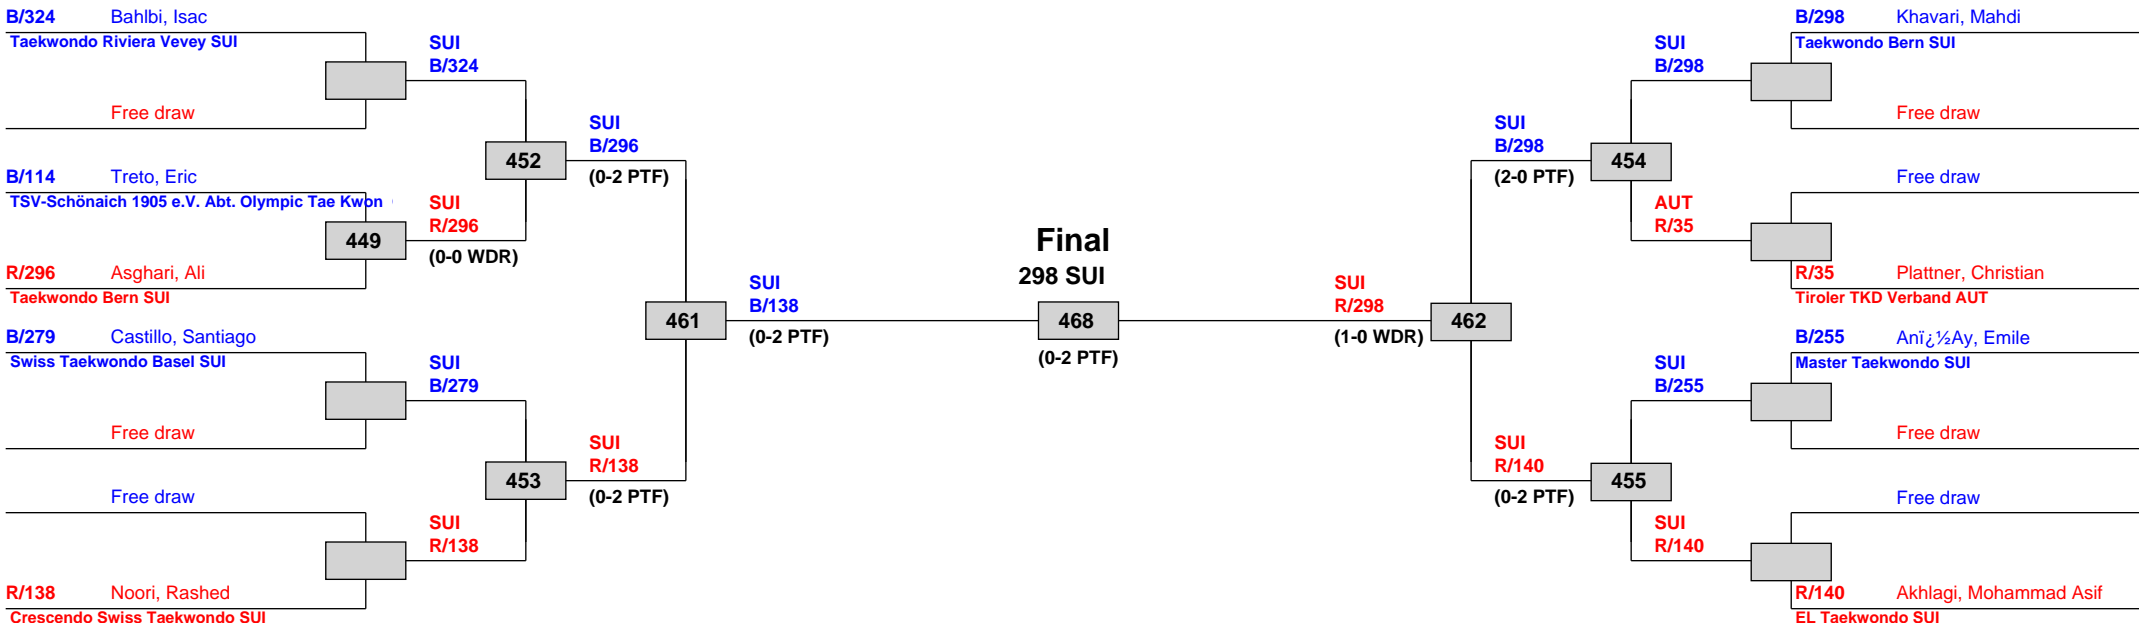 B/324 Bahlbi, Isac
Taekwondo Riviera Vevey SUI
Free draw
B/114 Treto, Eric
TSV-Schönaich 1905 e.V. Abt. Olympic Tae Kwon
R/296 Asghari, Ali
Taekwondo Bern SUI
B/279 Castillo, Santiago
Swiss Taekwondo Basel SUI
Free draw
Free draw
R/138 Noori, Rashed
Crescendo Swiss Taekwondo SUI
SUI
B/324
449
SUI
R/296
(0-0 WDR)
SUI
B/279
SUI
R/138
452
SUI
B/296
(0-2 PTF)
453
SUI
R/138
(0-2 PTF)
461
SUI
B/138
(0-2 PTF)
Final
298 SUI
468
(0-2 PTF)
SUI
R/298
(1-0 WDR)
462
SUI
B/298
(2-0 PTF)
454
SUI
R/140
(0-2 PTF)
455
SUI
B/298
AUT
R/35
SUI
B/255
SUI
R/140
B/298 Khavari, Mahdi
Taekwondo Bern SUI
Free draw
Free draw
R/35 Plattner, Christian
Tiroler TKD Verband AUT
B/255 Anï¿½Ay, Emile
Master Taekwondo SUI
Free draw
Free draw
R/140 Akhlagi, Mohammad Asif
EL Taekwondo SUI